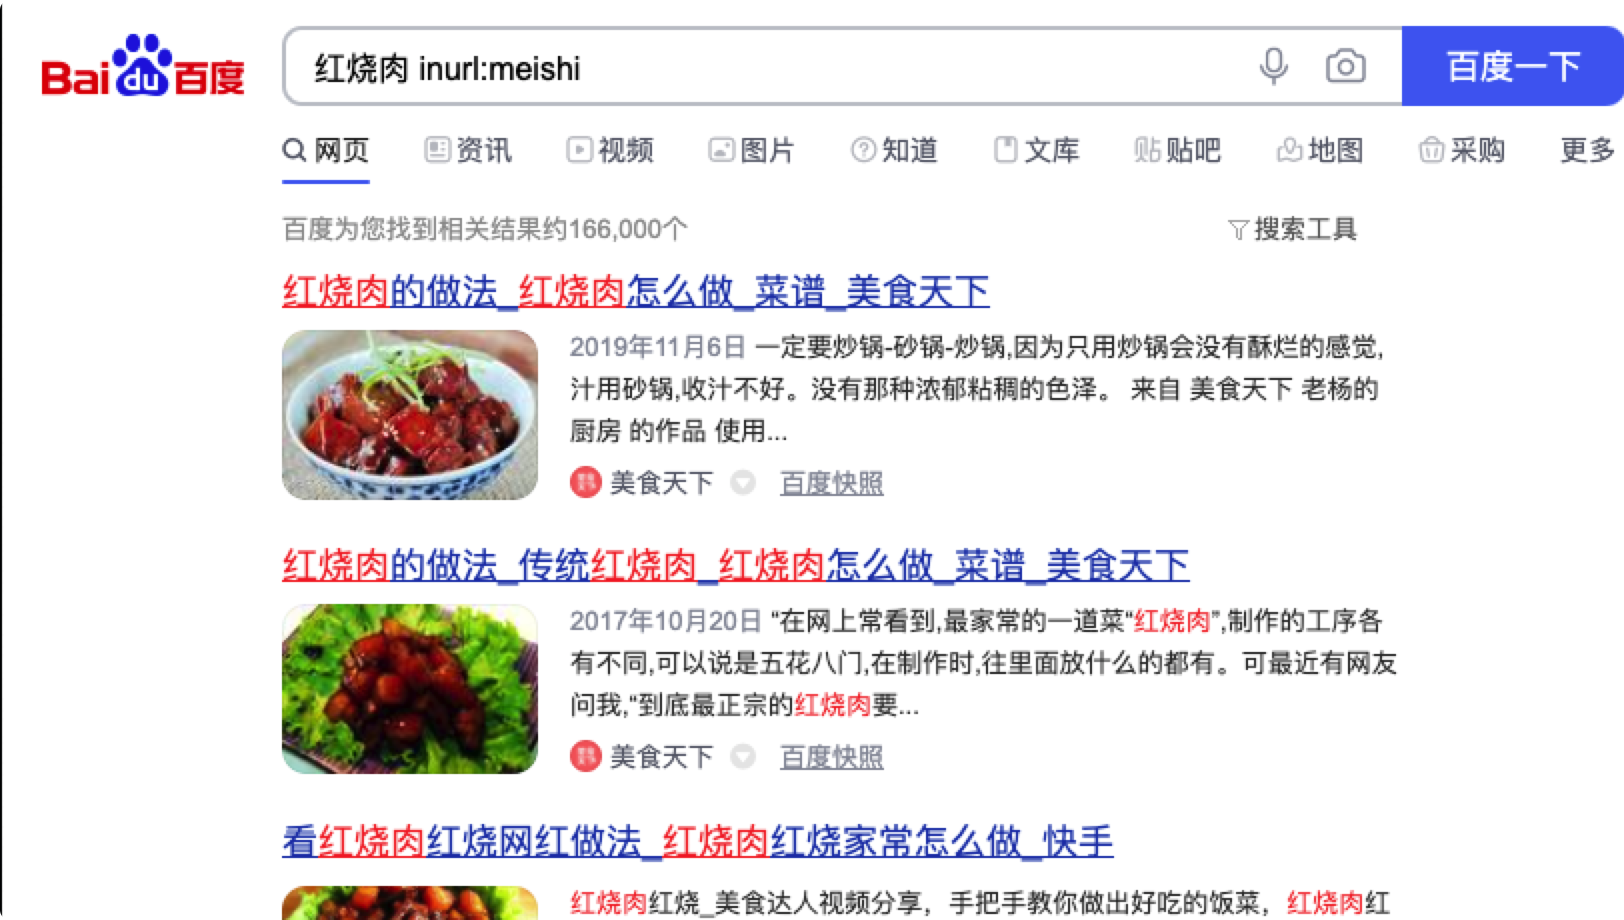 Bai du 百度
红烧肉 inurl:meishi
百度一下
网页 资讯 视频 图片 知道 文库 贴吧 地图 采购 更多
百度为您找到相关结果约166,000个 搜索工具
红烧肉的做法_红烧肉怎么做_菜谱_美食天下
2019年11月6日 一定要炒锅-砂锅-炒锅,因为只用炒锅会没有酥烂的感觉,
汁用砂锅,收汁不好。没有那种浓郁粘稠的色泽。 来自 美食天下 老杨的
厨房 的作品 使用...
美食天下 百度快照
红烧肉的做法_传统红烧肉_红烧肉怎么做_菜谱_美食天下
2017年10月20日 “在网上常看到,最家常的一道菜“红烧肉”,制作的工序各
有不同,可以说是五花八门,在制作时,往里面放什么的都有。可最近有网友
问我,“到底最正宗的红烧肉要...
美食天下 百度快照
看红烧肉红烧网红做法_红烧肉红烧家常怎么做_快手
红烧肉红烧_美食达人视频分享，手把手教你做出好吃的饭菜，红烧肉红